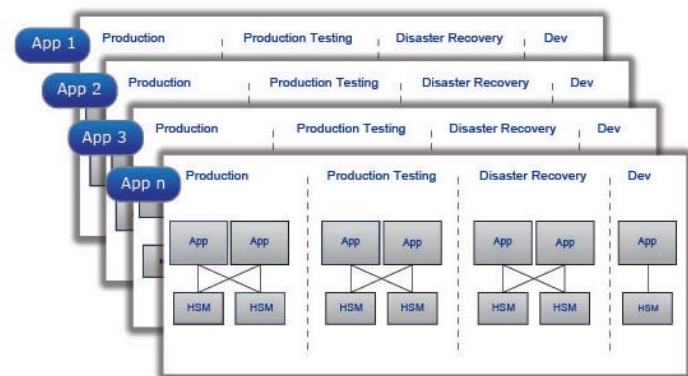 App 1
Production Production Testing Disaster Recovery Dev
App 2
Production Production Testing Disaster Recovery Dev
App 3
Production Production Testing Disaster Recovery Dev
App n
Production Production Testing Disaster Recovery Dev
App App App App App App App
HSM HSM HSM HSM HSM HSM HSM